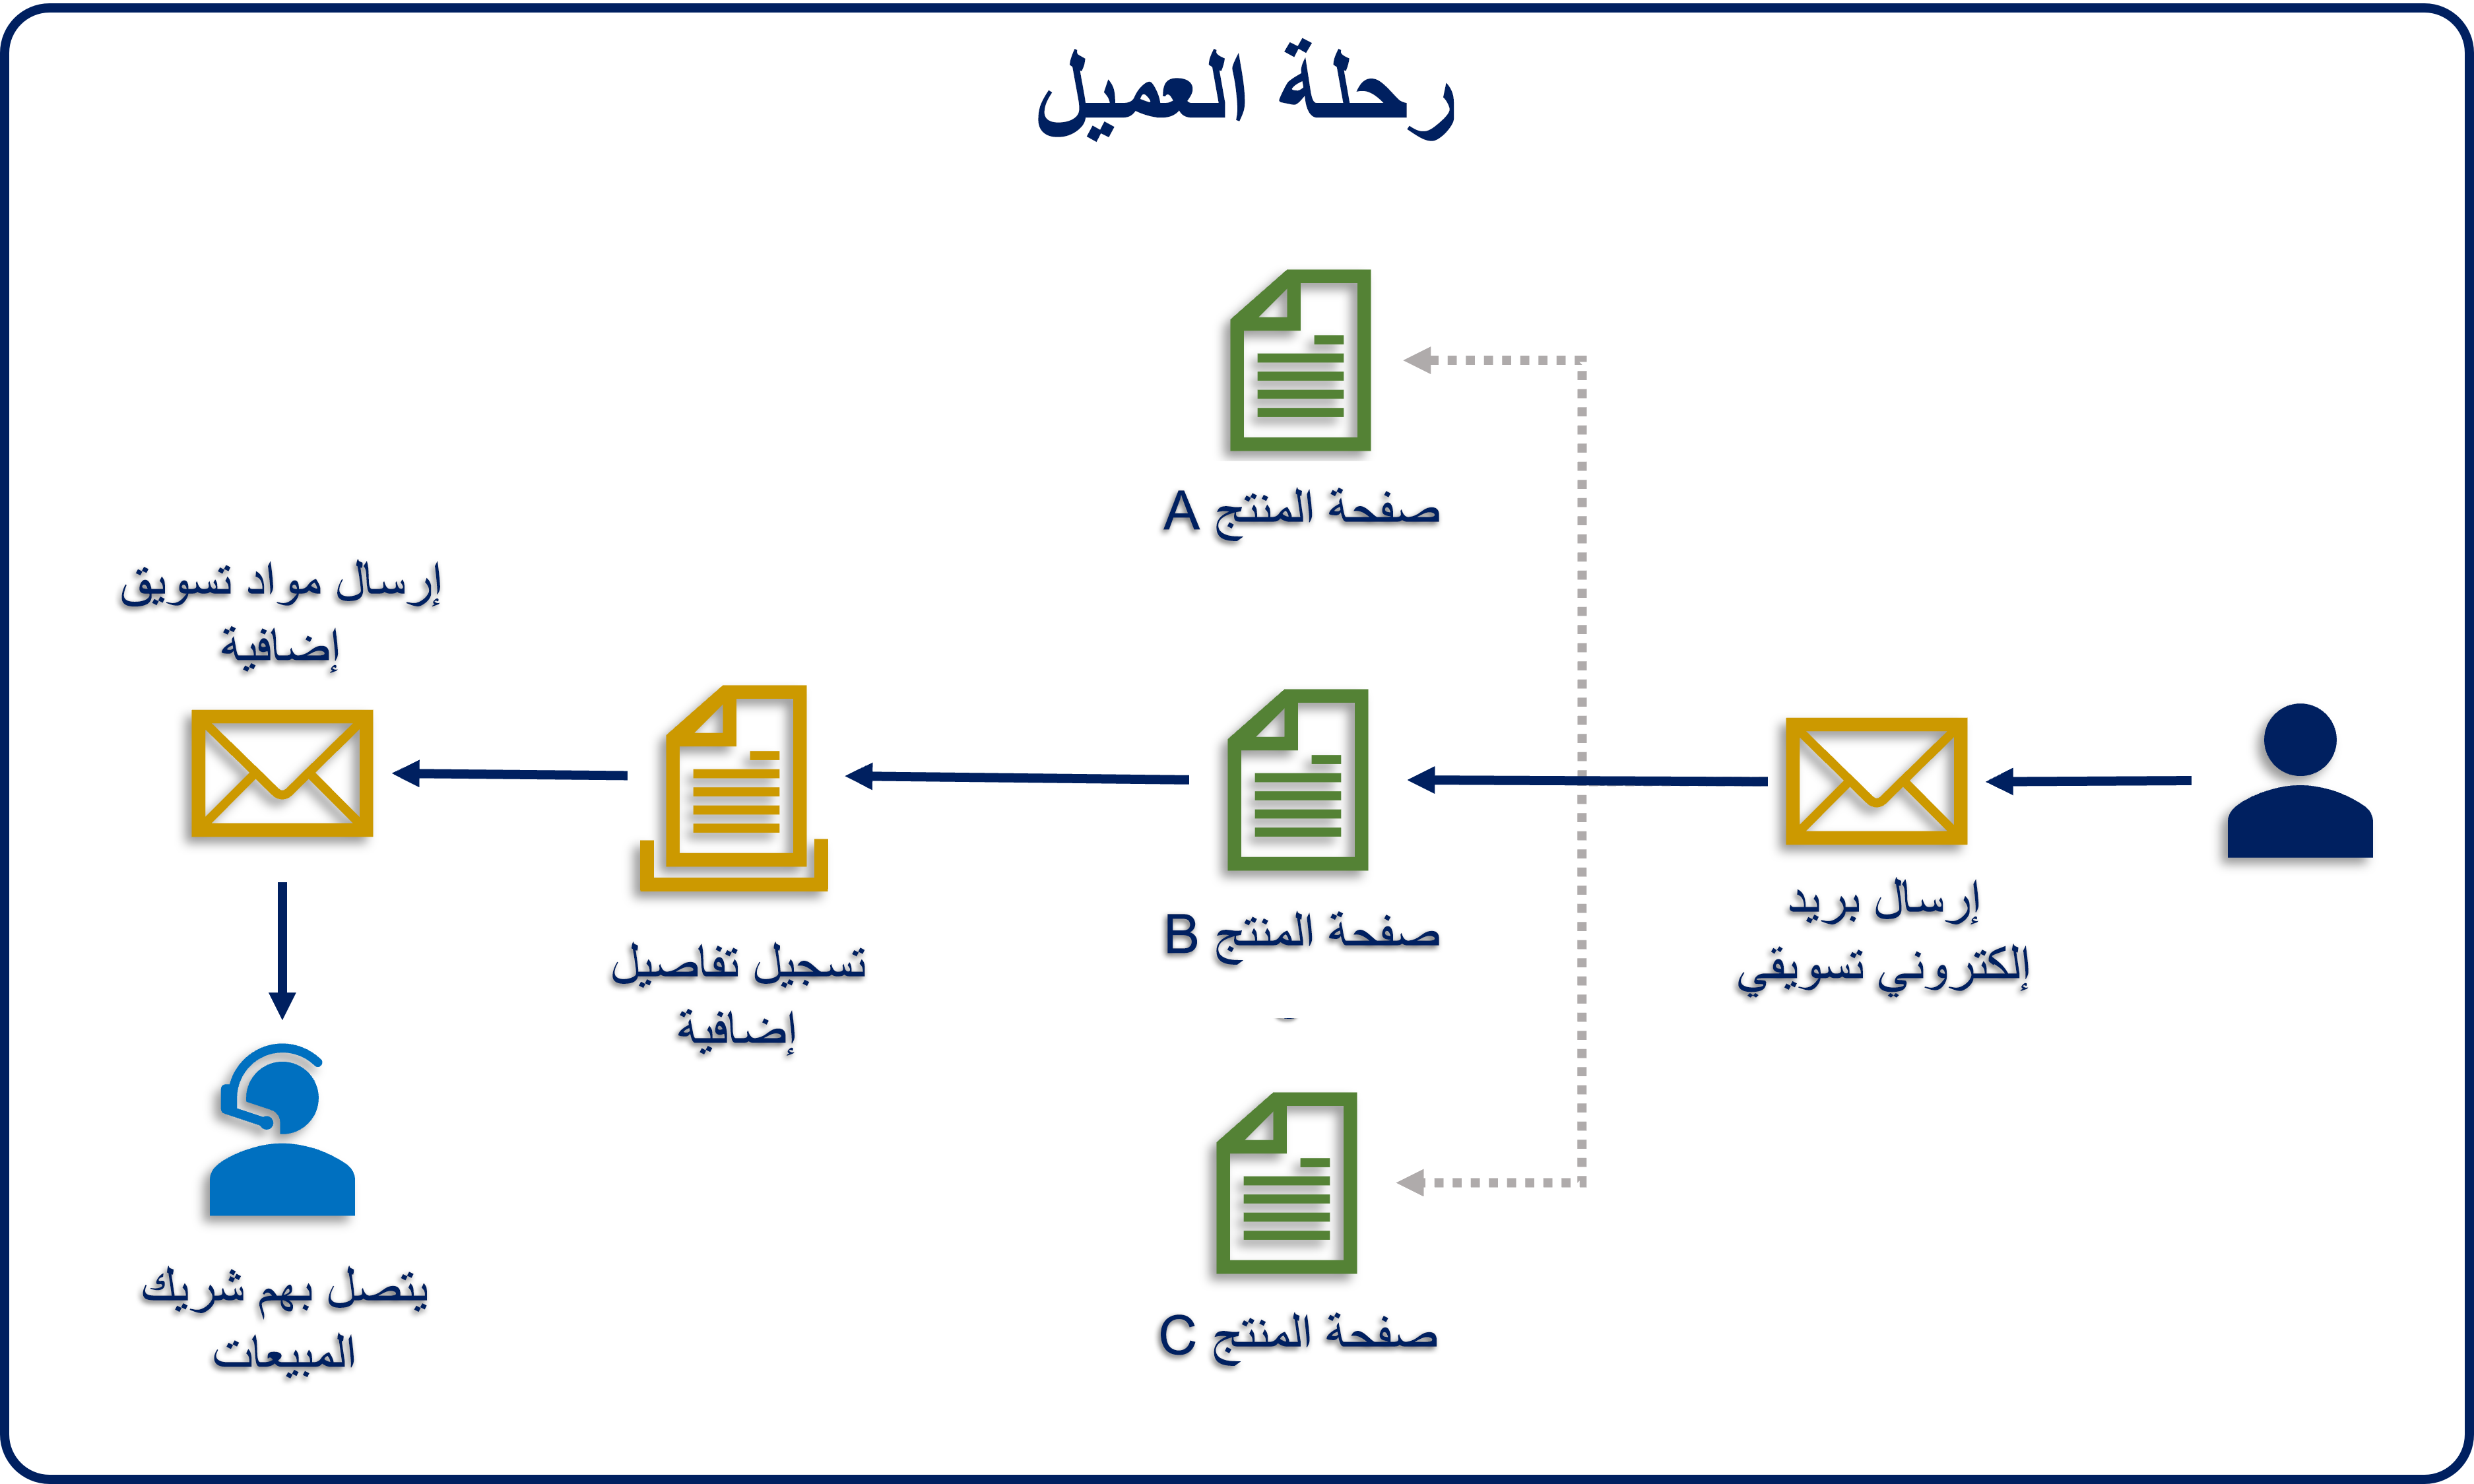 رحلة العميل
صفحة المنتج A
إرسال بريد
إلكتروني تسويقي
صفحة المنتج B
تسجيل تفاصيل
إضافية
إرسال مواد تسويق
إضافية
صفحة المنتج C
يتصل بهم شريك
المبيعات